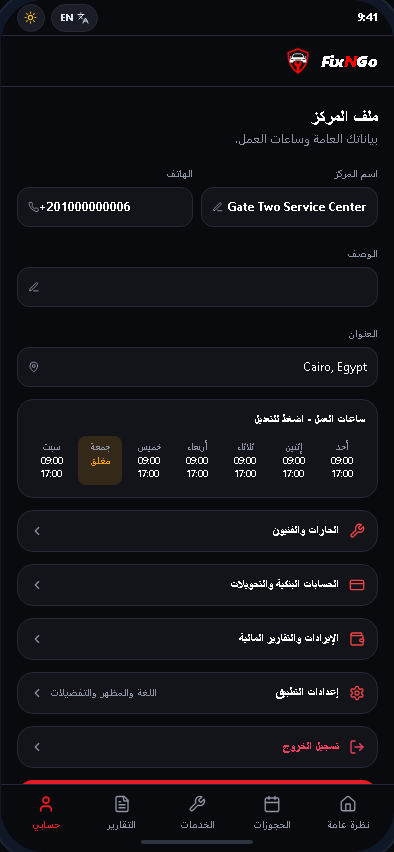 9:41
EN
FixNGo
ملف المركز
بياناتك العامة وساعات العمل.
اسم المركز
الهاتف
Gate Two Service Center
+201000000006
الوصف
العنوان
Cairo, Egypt
ساعات العمل - اضغط للتعديل
أحد إثنين ثلاثاء أربعاء خميس جمعة سبت
09:00 09:00 09:00 09:00 09:00 مغلق 09:00
17:00 17:00 17:00 17:00 17:00 17:00
الحارات والفنيون
الحسابات البنكية والتحويلات
الإيرادات والتقارير المالية
إعدادات التطبيق
اللغة والمظهر والتفضيلات
تسجيل الخروج
نظرة عامة
الحجوزات
الخدمات
التقارير
حسابي